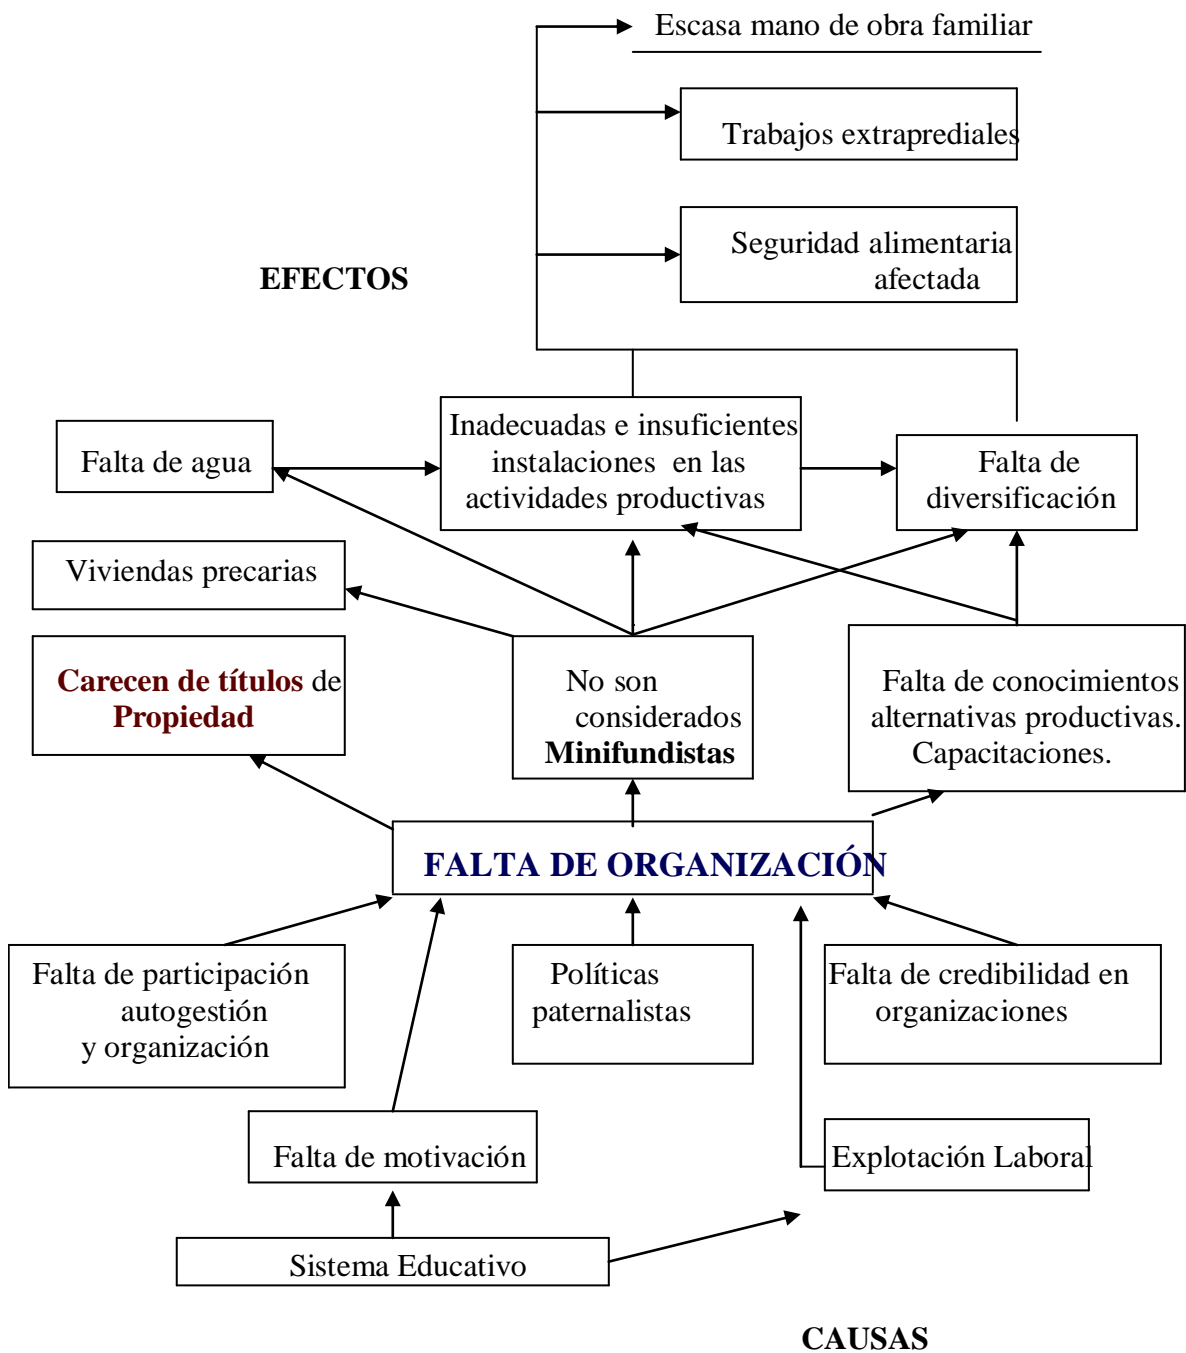 Escasa mano de obra familiar
Trabajos extraprediales
Seguridad alimentaria
afectada
EFECTOS
Inadecuadas e insuficientes
instalaciones en las
actividades productivas
Falta de agua
Falta de
diversificación
Viviendas precarias
Carecen de títulos de
Propiedad
No son
considerados
Minifundistas
Falta de conocimientos
alternativas productivas.
Capacitaciones.
FALTA DE ORGANIZACIÓN
Falta de participación
autogestión
y organización
Políticas
paternalistas
Falta de credibilidad en
organizaciones
Falta de motivación
Explotación Laboral
Sistema Educativo
CAUSAS